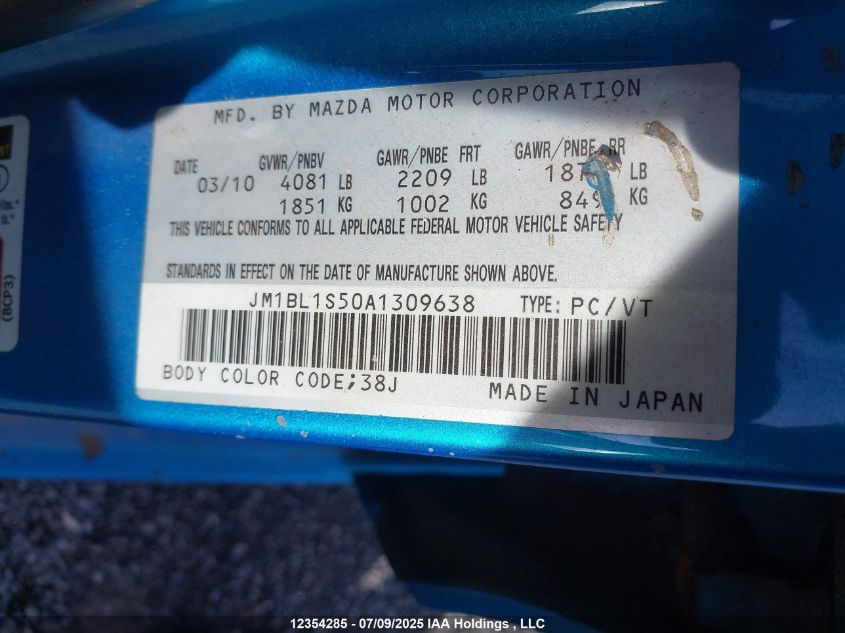 MFD. BY MAZDA MOTOR CORPORATION
DATE GVWR/PNBV GAWR/PNBE FRT GAWR/PNBE RR
03/10 4081 LB 2209 LB LB
1851 KG 1002 KG 849 KG
THIS VEHICLE CONFORMS TO ALL APPLICABLE FEDERAL MOTOR VEHICLE SAFETY
STANDARDS IN EFFECT ON THE DATE OF MANUFACTURE SHOWN ABOVE.
JM1BL1S50A1309638 TYPE: PC/VT
BODY COLOR CODE;38J MADE IN JAPAN
(BCP3)
12354285 - 07/09/2025 IAA Holdings , LLC